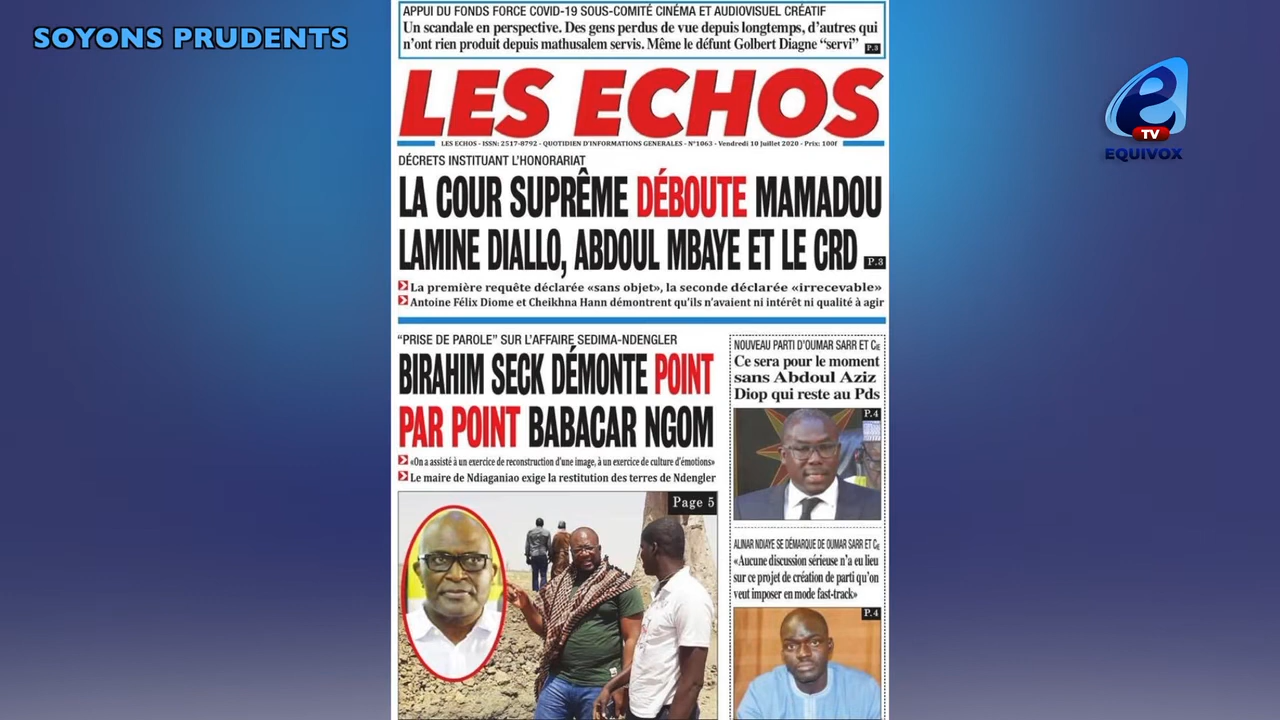 SOYONS PRUDENTS
APPUI DU FONDS FORCE COVID-19 SOUS-COMITÉ CINÉMA ET AUDIOVISUEL CRÉATIF
Un scandale en perspective. Des gens perdus de vue depuis longtemps, d'autres qui
n'ont rien produit depuis mathusalem servis. Même le défunt Golbert Diagne "servi" P.3
LES ECHOS
LES ECHOS - ISSN: 2517-8792 - QUOTIDIEN D'INFORMATIONS GENERALES - N°1063 - Vendredi 10 Juillet 2020 - Prix: 100f
e
TV
EQUIVOX
DÉCRETS INSTITUANT L'HONORARIAT
LA COUR SUPRÊME DÉBOUTE MAMADOU
LAMINE DIALLO, ABDOUL MBAYE ET LE CRD P.3
La première requête déclarée «sans objet», la seconde déclarée «irrecevable»
Antoine Félix Diome et Cheikhna Hann démontrent qu'ils n'avaient ni intérêt ni qualité à agir
"PRISE DE PAROLE" SUR L'AFFAIRE SEDIMA-NDENGLER
BIRAHIM SECK DÉMONTE POINT
PAR POINT BABACAR NGOM
«On a assisté à un exercice de reconstruction d'une image, à un exercice de culture d'émotions»
Le maire de Ndiaganiao exige la restitution des terres de Ndengler
Page 5
NOUVEAU PARTI D'OUMAR SARR ET Cie
Ce sera pour le moment
sans Abdoul Aziz
Diop qui reste au Pds
P.4
ALINAR NDIAYE SE DÉMARQUE DE OUMAR SARR ET Cie
«Aucune discussion sérieuse n'a eu lieu
sur ce projet de création de parti qu'on
veut imposer en mode fast-track»
P.4